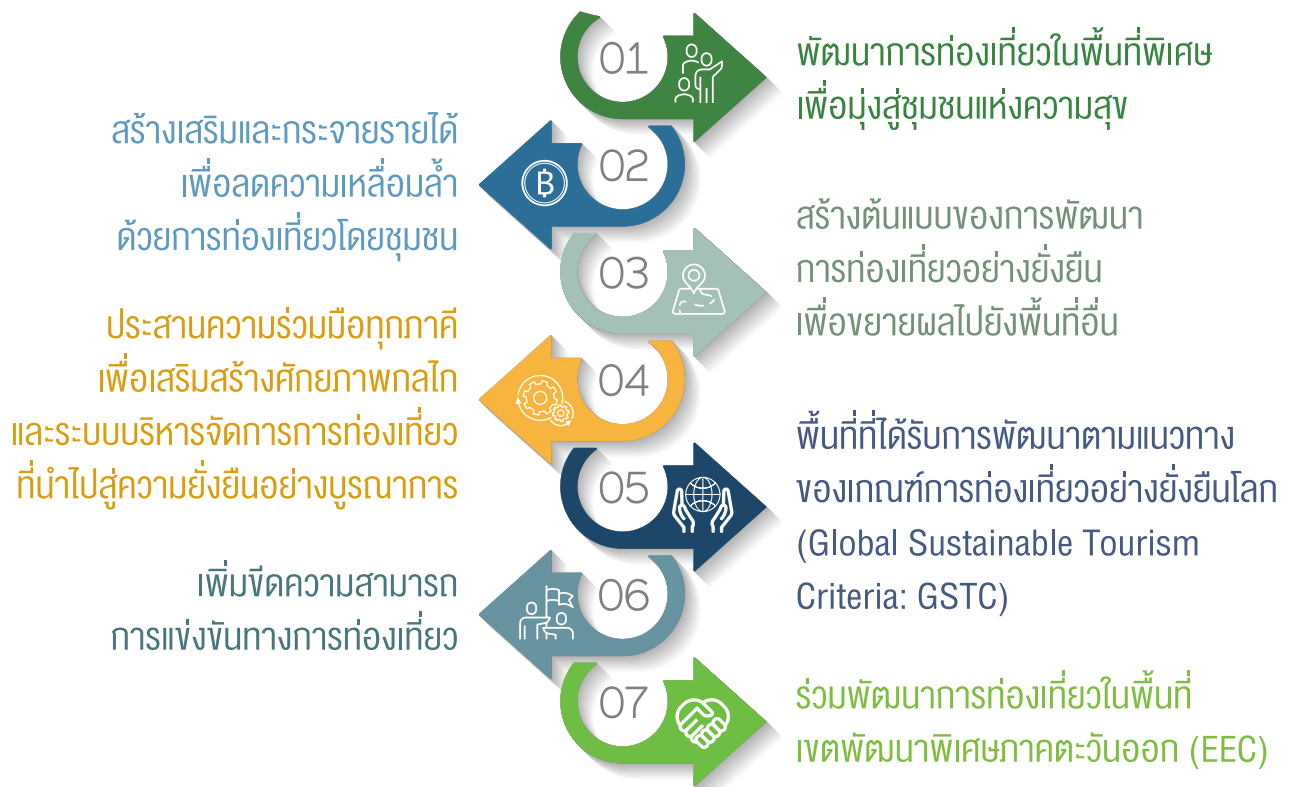 01
พัฒนาการท่องเที่ยวในพื้นที่พิเศษ
เพื่อมุ่งสู่ชุมชนแห่งความสุข
02
สร้างเสริมและกระจายรายได้
เพื่อลดความเหลื่อมล้ำ
ด้วยการท่องเที่ยวโดยชุมชน
03
สร้างต้นแบบของการพัฒนา
การท่องเที่ยวอย่างยั่งยืน
เพื่อขยายผลไปยังพื้นที่อื่น
04
ประสานความร่วมมือทุกภาคี
เพื่อเสริมสร้างศักยภาพกลไก
และระบบบริหารจัดการการท่องเที่ยว
ที่นำไปสู่ความยั่งยืนอย่างบูรณาการ
05
พื้นที่ที่ได้รับการพัฒนาตามแนวทาง
ของเกณฑ์การท่องเที่ยวอย่างยั่งยืนโลก
(Global Sustainable Tourism
Criteria: GSTC)
06
เพิ่มขีดความสามารถ
การแข่งขันทางการท่องเที่ยว
07
ร่วมพัฒนาการท่องเที่ยวในพื้นที่
เขตพัฒนาพิเศษภาคตะวันออก (EEC)